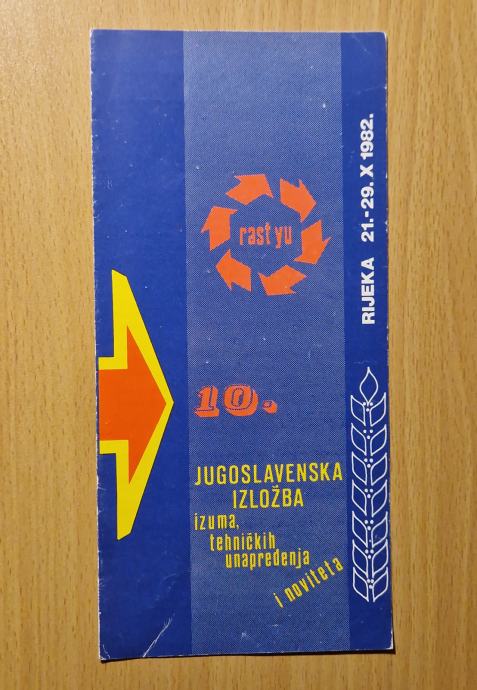 rast yu
RIJEKA 21.-29. X 1982.
10.
JUGOSLAVENSKA
IZLOŽBA
izuma,
tehničkih
unapređenja
i noviteta